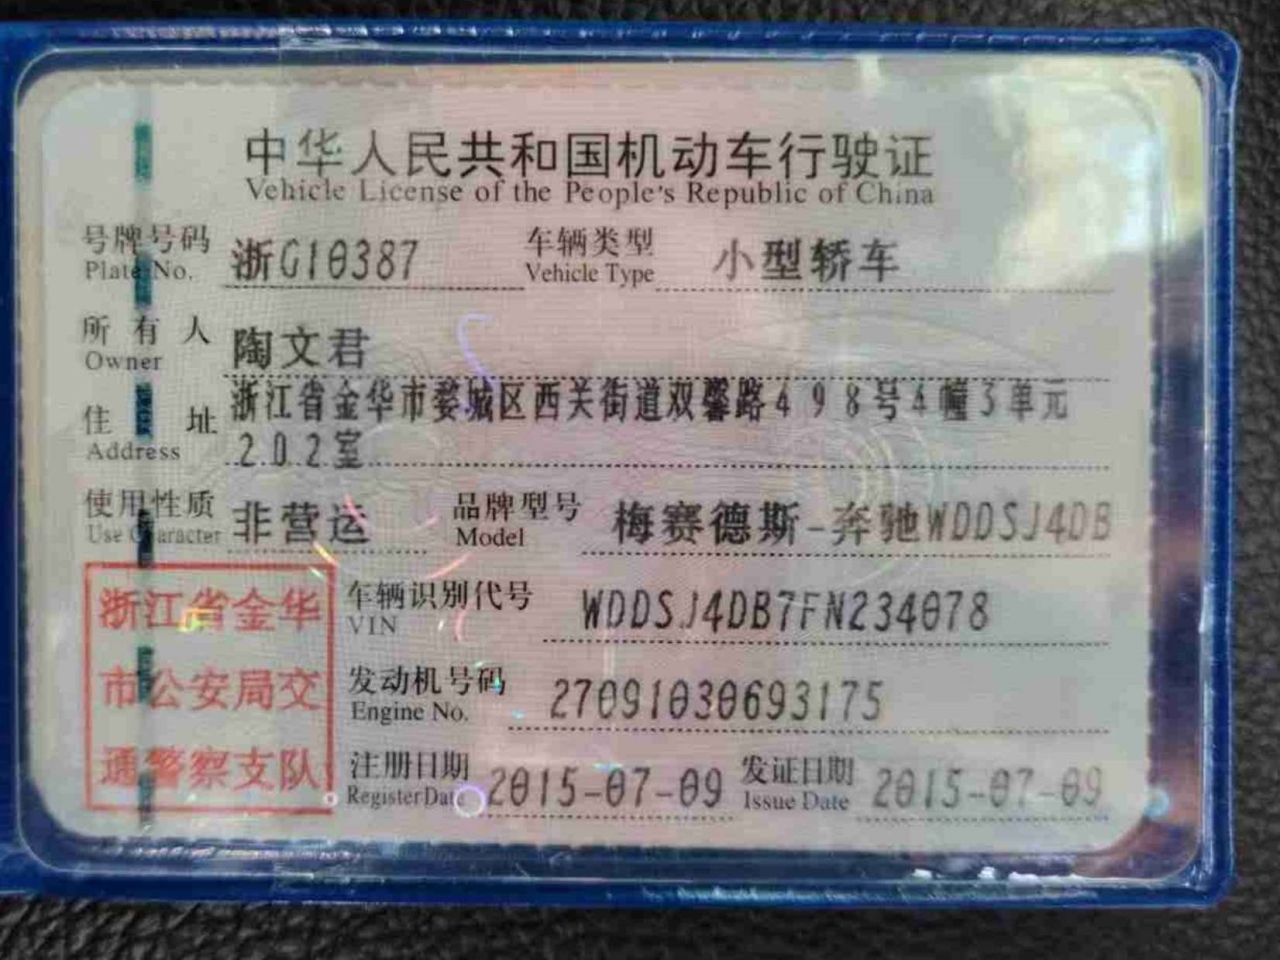 中华人民共和国机动车行驶证
Vehicle License of the People's Republic of China
号牌号码 浙G10387 车辆类型 小型轿车
Plate No. Vehicle Type
所有人 陶文君
Owner
浙江省金华市婺城区西关街道双馨路498号4幢3单元
住址 202室
Address
使用性质 非营运 品牌型号 梅赛德斯-奔驰WDDSJ4DB
Use Character Model
浙江省金华 车辆识别代号 WDDSJ4DB7FN234078
VIN
市公安局交 发动机号码 27091030693175
Engine No.
通警察支队 注册日期 2015-07-09 发证日期 2015-07-09
Register Date Issue Date